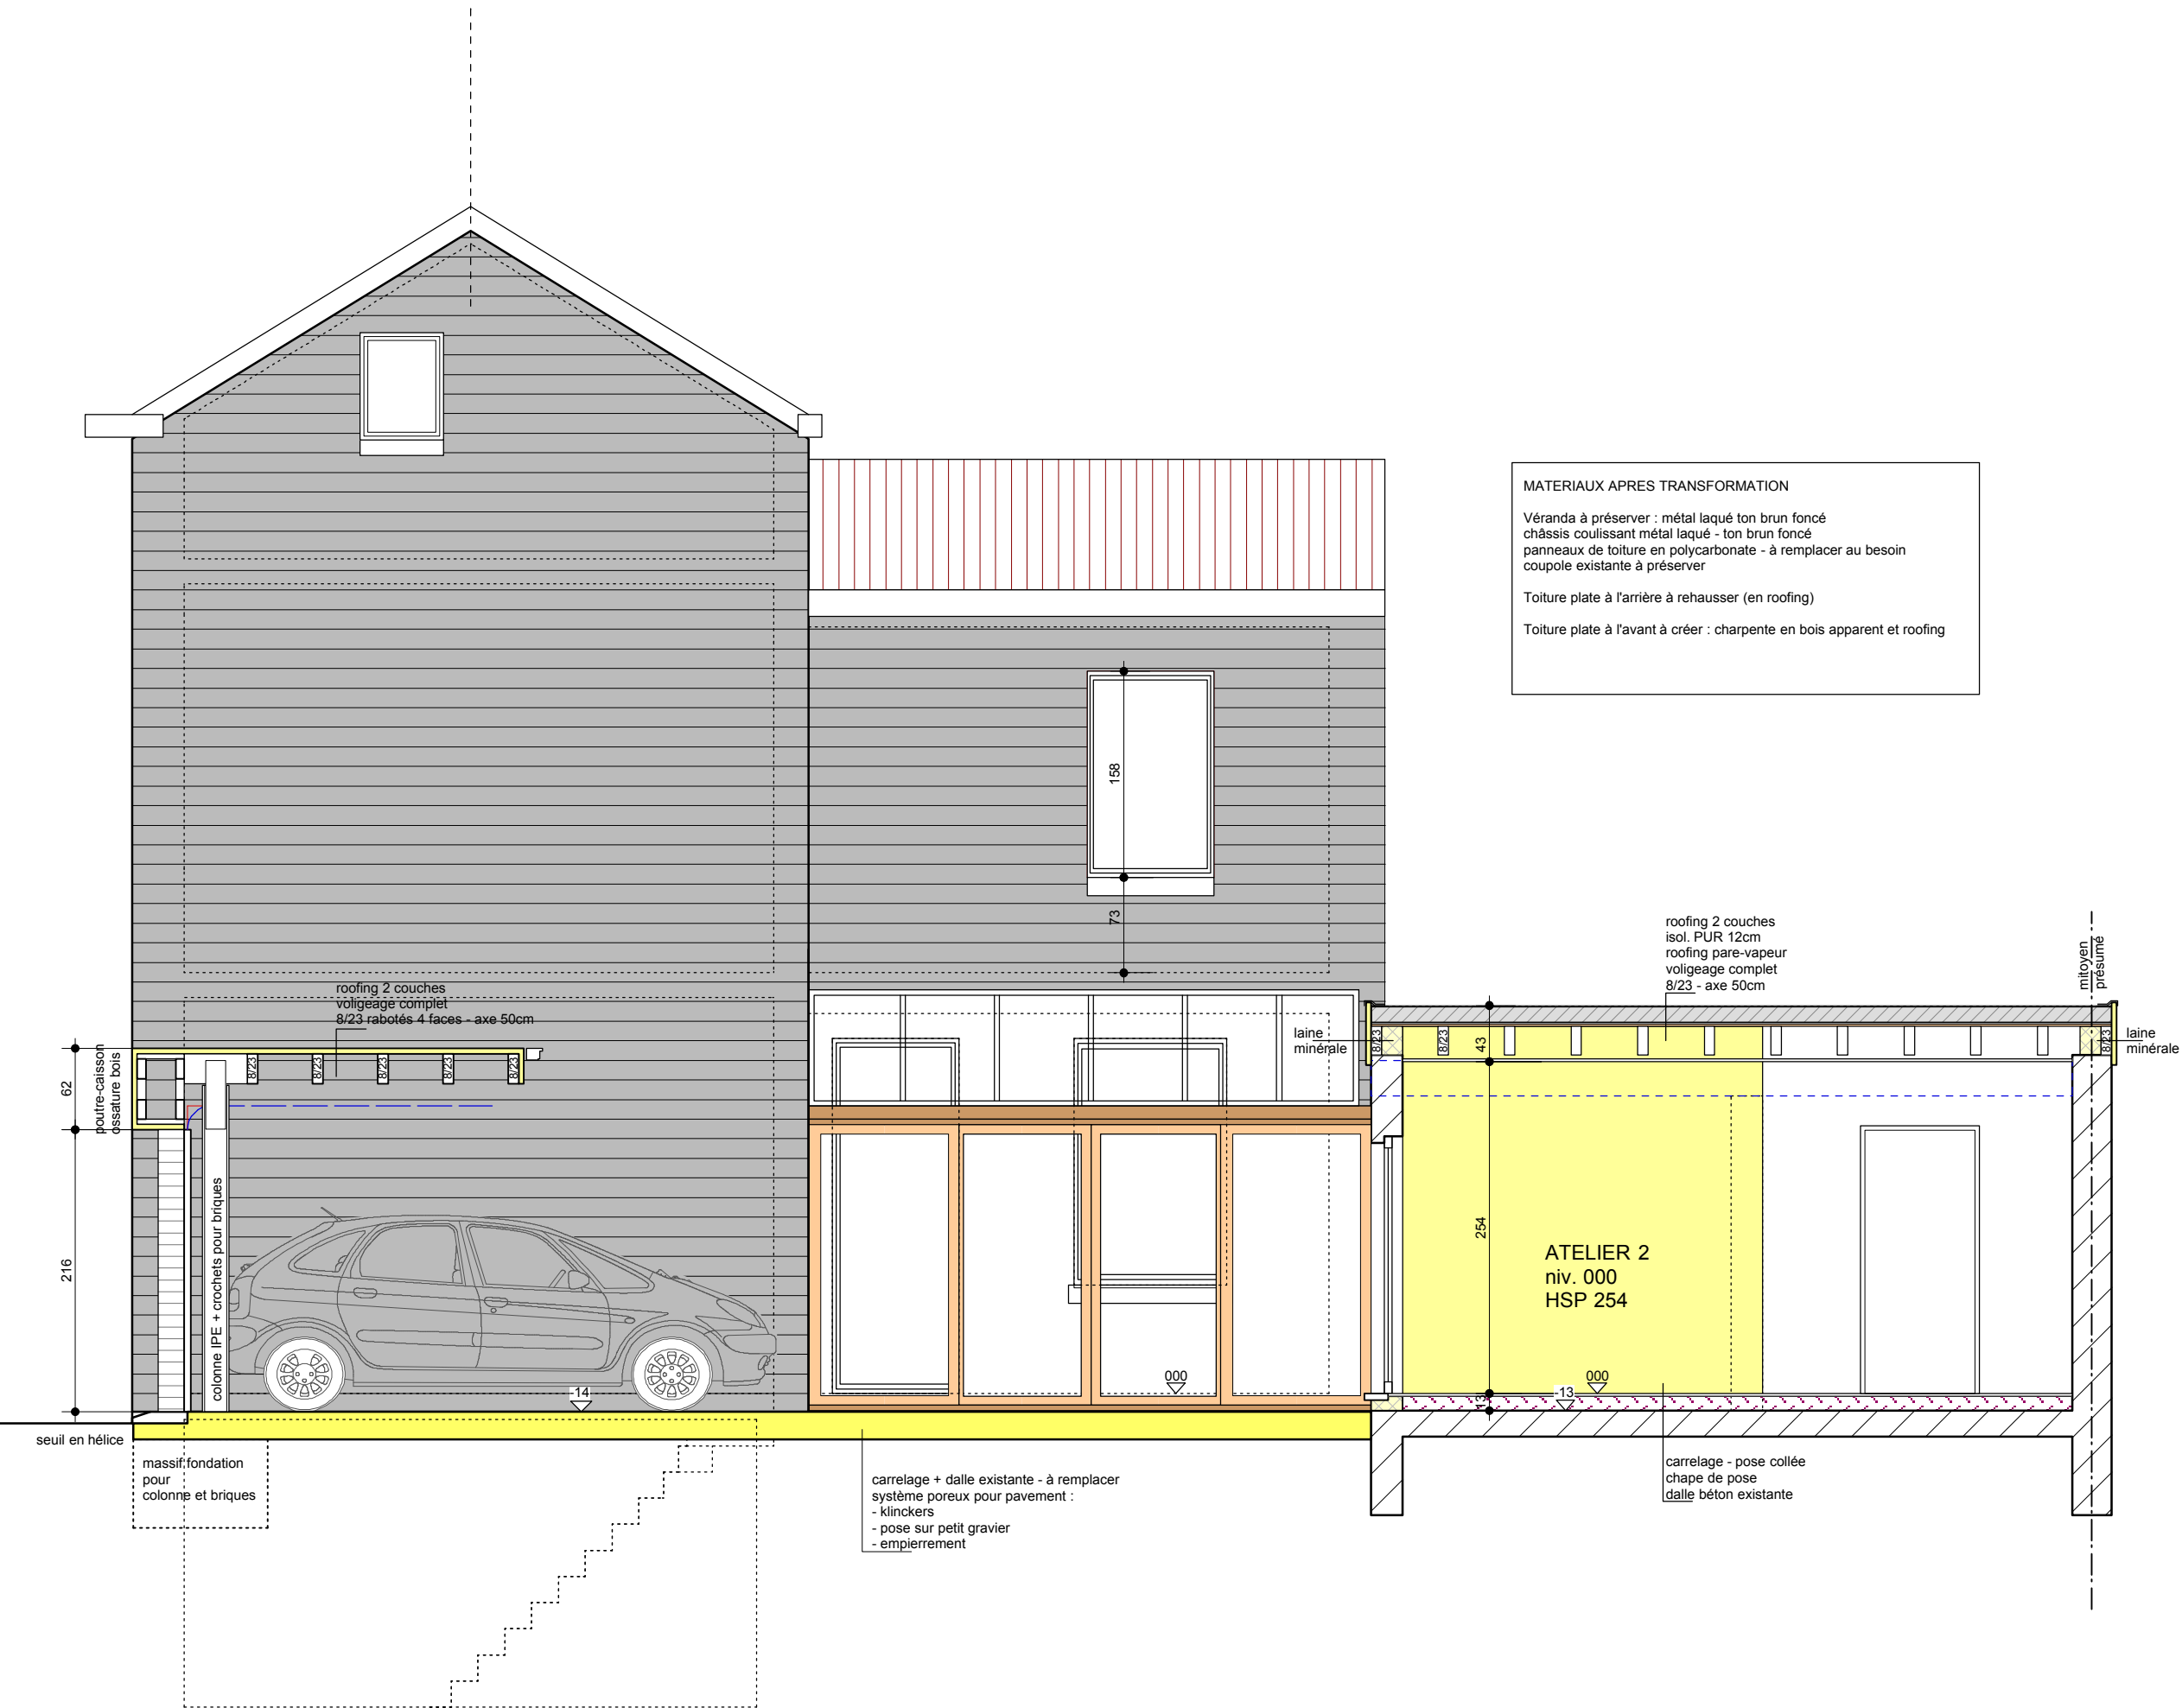 MATERIAUX APRES TRANSFORMATION
Véranda à préserver : métal laqué ton brun foncé
châssis coulissant métal laqué - ton brun foncé
panneaux de toiture en polycarbonate - à remplacer au besoin
coupole existante à préserver
Toiture plate à l'arrière à rehausser (en roofing)
Toiture plate à l'avant à créer : charpente en bois apparent et roofing
158
73
roofing 2 couches
isol. PUR 12cm
roofing pare-vapeur
voligeage complet
8/23 - axe 50cm
mitoyen
présumé
roofing 2 couches
voligeage complet
8/23 rabotés 4 faces - axe 50cm
laine
minérale
8/23
8/23
43
8/23
laine
minérale
62
poutre-caisson
ossature bois
8/23
8/23
8/23
8/23
8/23
216
colonne IPE + crochets pour briques
254
ATELIER 2
niv. 000
HSP 254
-14
000
000
-13
13
seuil en hélice
massif fondation
pour
colonne et briques
carrelage + dalle existante - à remplacer
système poreux pour pavement :
- klinckers
- pose sur petit gravier
- empierrement
carrelage - pose collée
chape de pose
dalle béton existante